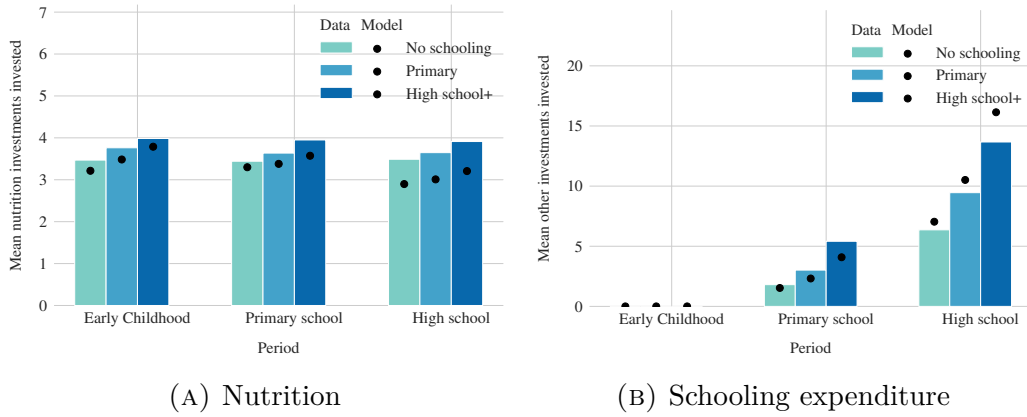 Mean nutrition investments invested
7
6
5
4
3
2
1
0
Data Model
No schooling
Primary
High school+
Early Childhood
Primary school
High school
Period
(A) Nutrition
Mean other investments invested
20
15
10
5
0
Data Model
No schooling
Primary
High school+
Early Childhood
Primary school
High school
Period
(B) Schooling expenditure